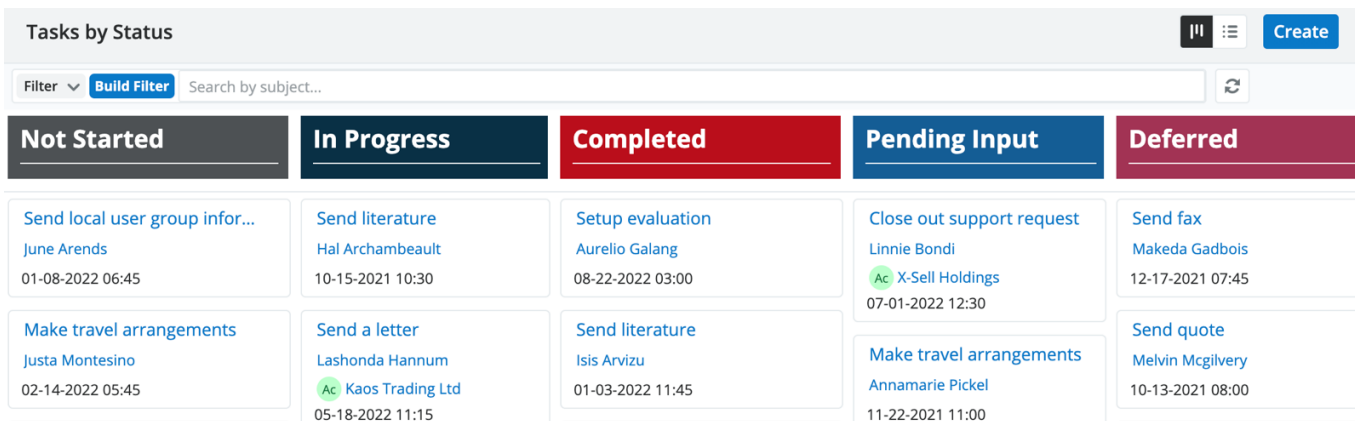 Tasks by Status
Create
Filter
Build Filter
Search by subject...
Not Started
In Progress
Completed
Pending Input
Deferred
Send local user group infor...
June Arends
01-08-2022 06:45
Make travel arrangements
Justa Montesino
02-14-2022 05:45
Send literature
Hal Archambeault
10-15-2021 10:30
Send a letter
Lashonda Hannum
Ac Kaos Trading Ltd
05-18-2022 11:15
Setup evaluation
Aurelio Galang
08-22-2022 03:00
Send literature
Isis Arvizu
01-03-2022 11:45
Close out support request
Linnie Bondi
Ac X-Sell Holdings
07-01-2022 12:30
Make travel arrangements
Annamarie Pickel
11-22-2021 11:00
Send fax
Makeda Gadbois
12-17-2021 07:45
Send quote
Melvin Mcgilvery
10-13-2021 08:00